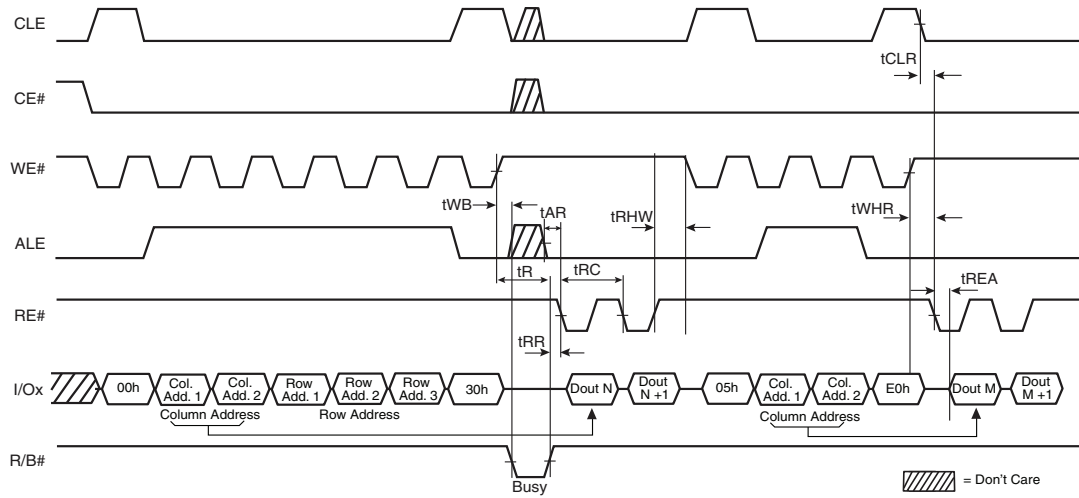 CLE
tCLR
CE#
WE#
tWB
tAR
tRHW
tWHR
ALE
tR
tRC
tREA
RE#
tRR
I/Ox
00h
Col. Add. 1
Col. Add. 2
Row Add. 1
Row Add. 2
Row Add. 3
30h
Dout N
Dout N +1
05h
Col. Add. 1
Col. Add. 2
E0h
Dout M
Dout M +1
Column Address
Row Address
Column Address
R/B#
Busy
= Don't Care